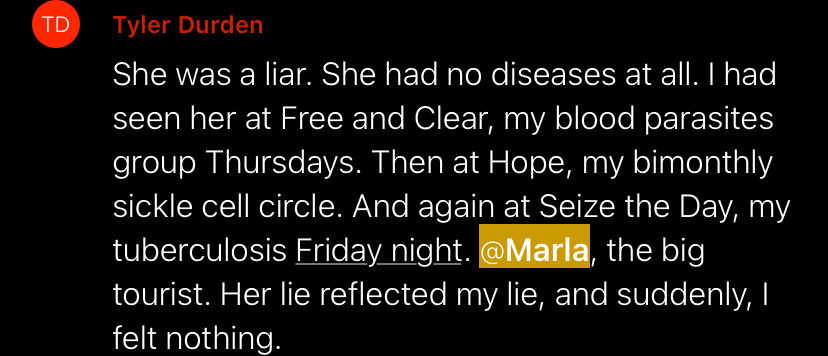 TD
Tyler Durden
She was a liar. She had no diseases at all. I had
seen her at Free and Clear, my blood parasites
group Thursdays. Then at Hope, my bimonthly
sickle cell circle. And again at Seize the Day, my
tuberculosis Friday night. @Marla, the big
tourist. Her lie reflected my lie, and suddenly, I
felt nothing.